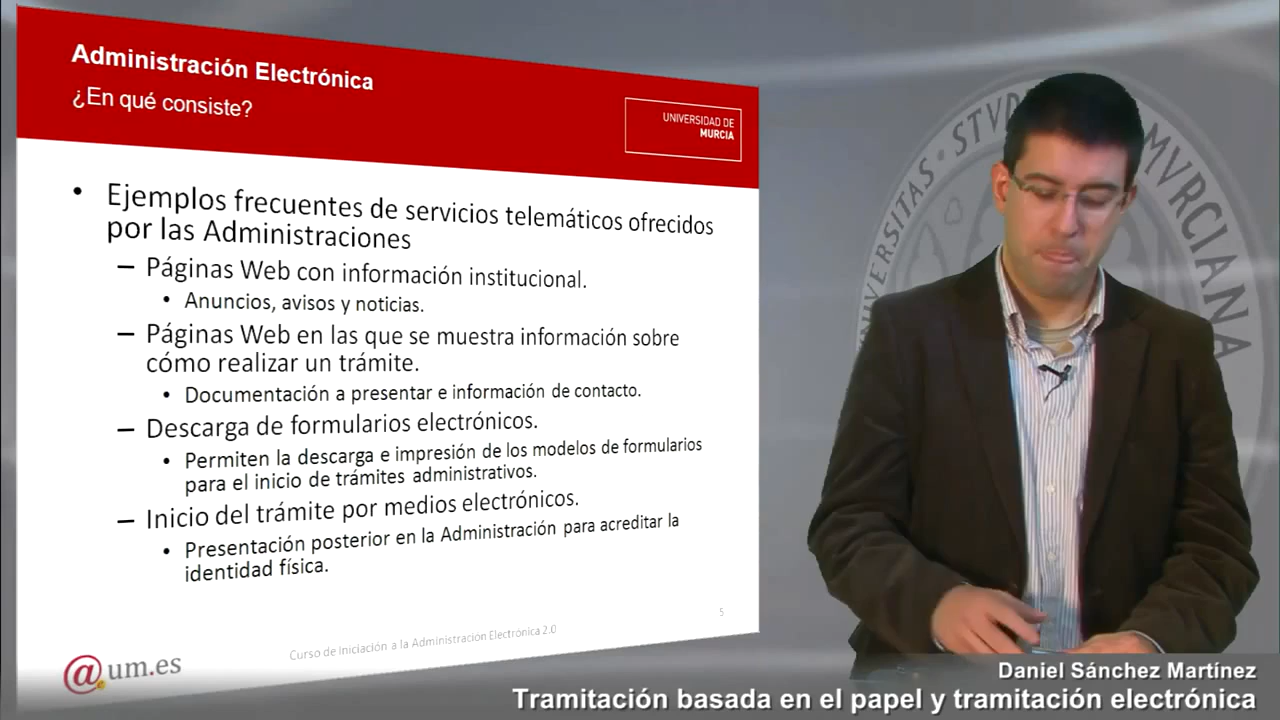 Administración Electrónica
¿En qué consiste?
UNIVERSIDAD DE
MURCIA
• Ejemplos frecuentes de servicios telemáticos ofrecidos
por las Administraciones
– Páginas Web con información institucional.
• Anuncios, avisos y noticias.
– Páginas Web en las que se muestra información sobre
cómo realizar un trámite.
• Documentación a presentar e información de contacto.
– Descarga de formularios electrónicos.
• Permiten la descarga e impresión de los modelos de formularios
para el inicio de trámites administrativos.
– Inicio del trámite por medios electrónicos.
• Presentación posterior en la Administración para acreditar la
identidad física.
5
Curso de Iniciación a la Administración Electrónica 2.0
@um.es
VNIVERSITAS · STVD
MVRCIANA
Daniel Sánchez Martínez
Tramitación basada en el papel y tramitación electrónica